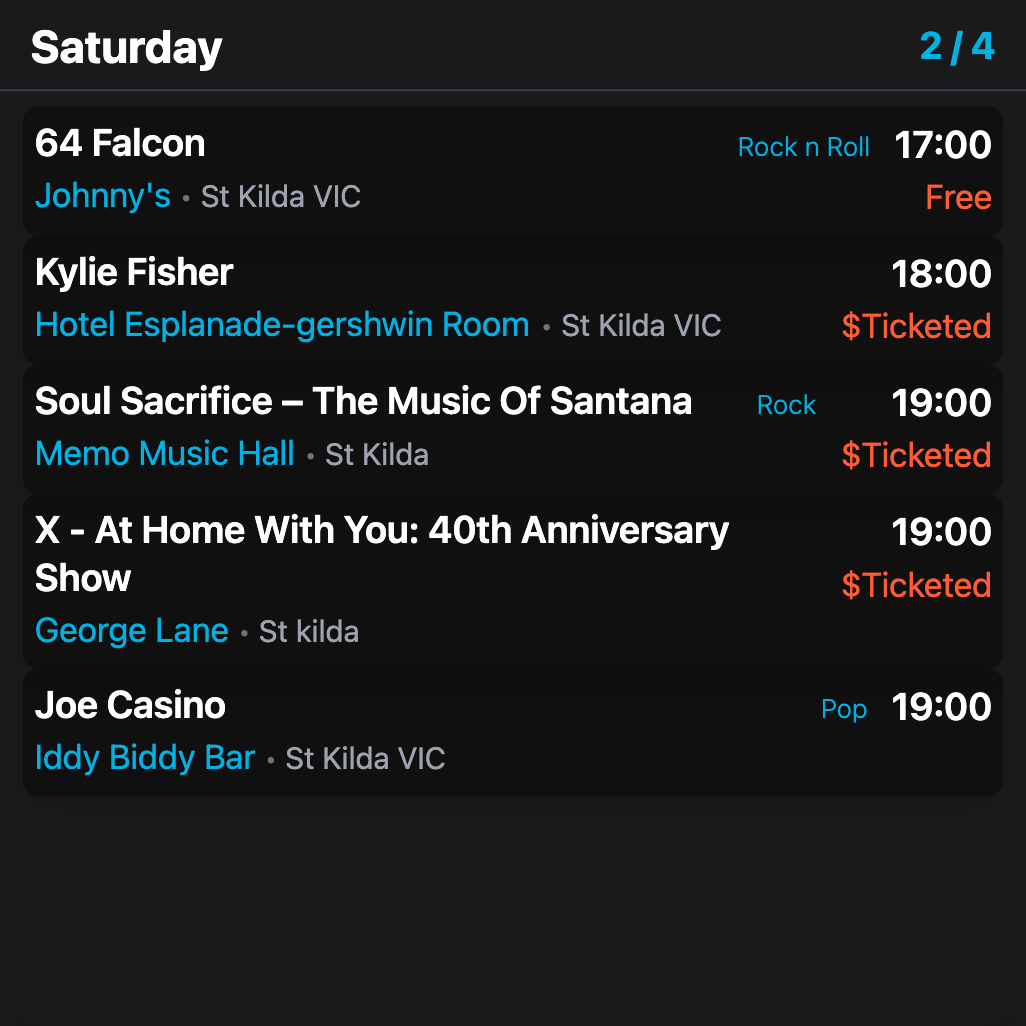 Saturday 2 / 4
64 Falcon Rock n Roll 17:00
Johnny's • St Kilda VIC Free
Kylie Fisher 18:00
Hotel Esplanade-gershwin Room • St Kilda VIC $Ticketed
Soul Sacrifice – The Music Of Santana Rock 19:00
Memo Music Hall • St Kilda $Ticketed
X - At Home With You: 40th Anniversary 19:00
Show $Ticketed
George Lane • St kilda
Joe Casino Pop 19:00
Iddy Biddy Bar • St Kilda VIC